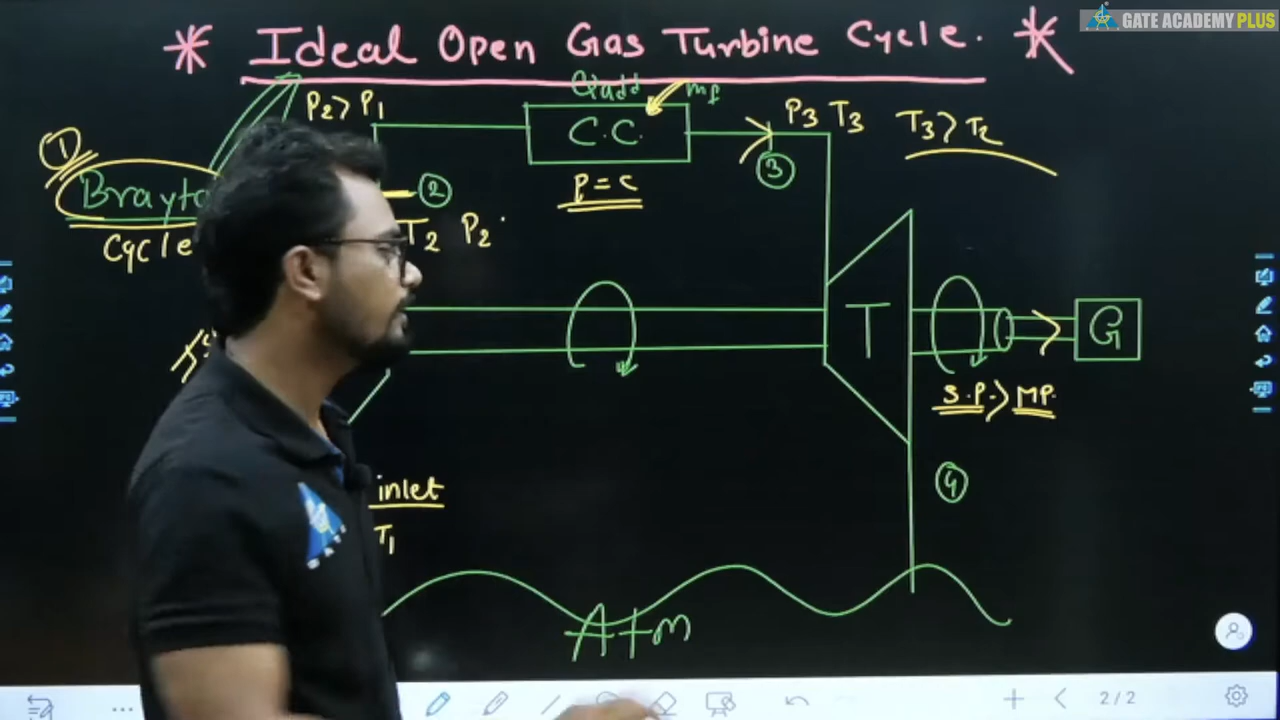 GATE ACADEMY PLUS
* Ideal Open Gas Turbine Cycle. *
Qadd
mf
P2 > P1
C.C.
P3 T3
T3 > T2
1
3
P = C
2
Cycle
T2 P2
T
G
S.P. > MP.
4
inlet
T1
Atm
2/2